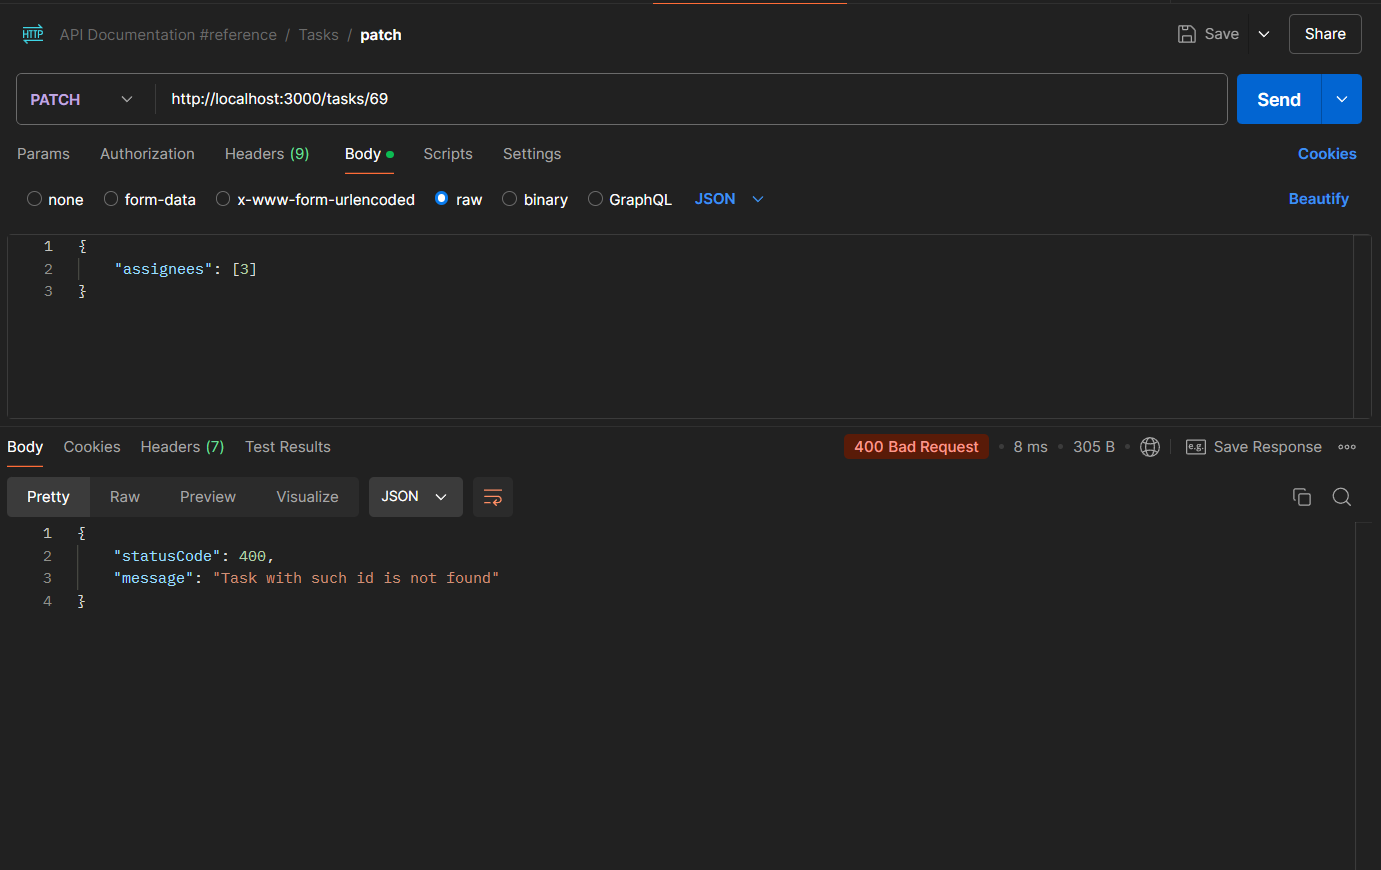 HTTP API Documentation #reference / Tasks / patch Save Share
PATCH http://localhost:3000/tasks/69 Send
Params Authorization Headers (9) Body Scripts Settings Cookies
none form-data x-www-form-urlencoded raw binary GraphQL JSON Beautify
1 {
2 "assignees": [3]
3 }
Body Cookies Headers (7) Test Results 400 Bad Request • 8 ms • 305 B • e.g. Save Response
Pretty Raw Preview Visualize JSON
1 {
2 "statusCode": 400,
3 "message": "Task with such id is not found"
4 }